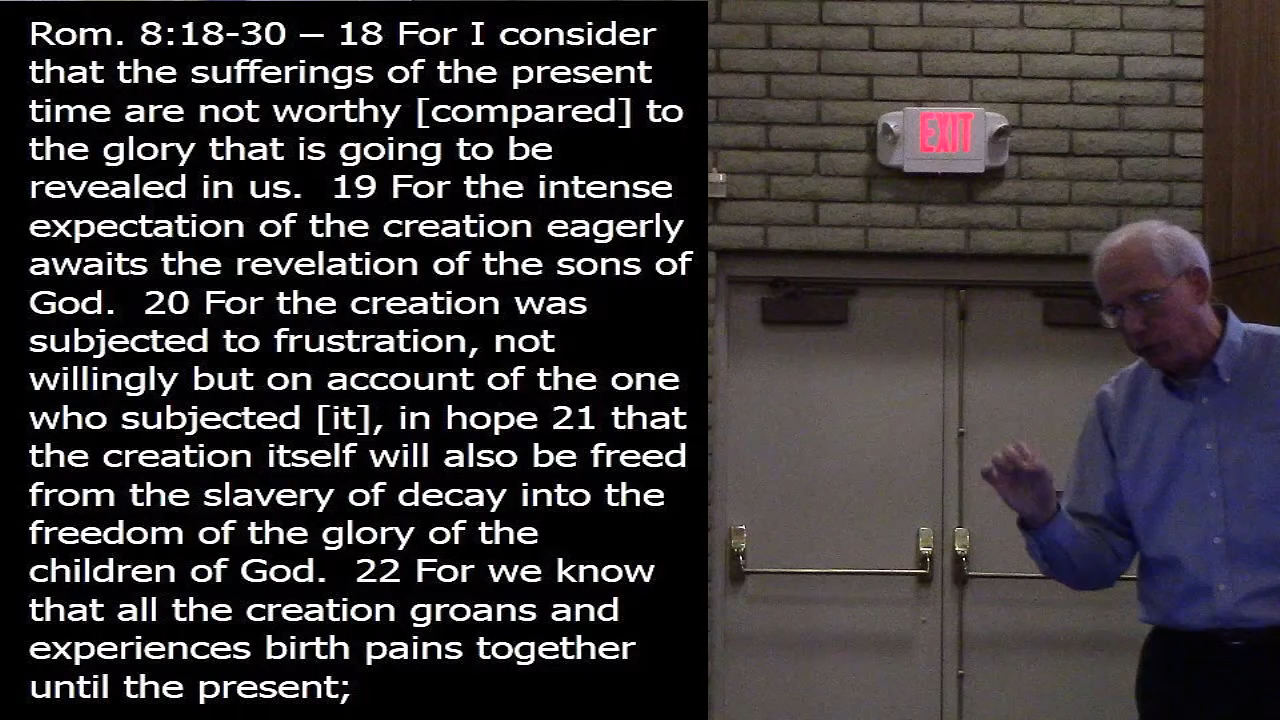 Rom. 8:18-30 – 18 For I consider
that the sufferings of the present
time are not worthy [compared] to
the glory that is going to be
revealed in us.  19 For the intense
expectation of the creation eagerly
awaits the revelation of the sons of
God.  20 For the creation was
subjected to frustration, not
willingly but on account of the one
who subjected [it], in hope 21 that
the creation itself will also be freed
from the slavery of decay into the
freedom of the glory of the
children of God.  22 For we know
that all the creation groans and
experiences birth pains together
until the present;
EXIT